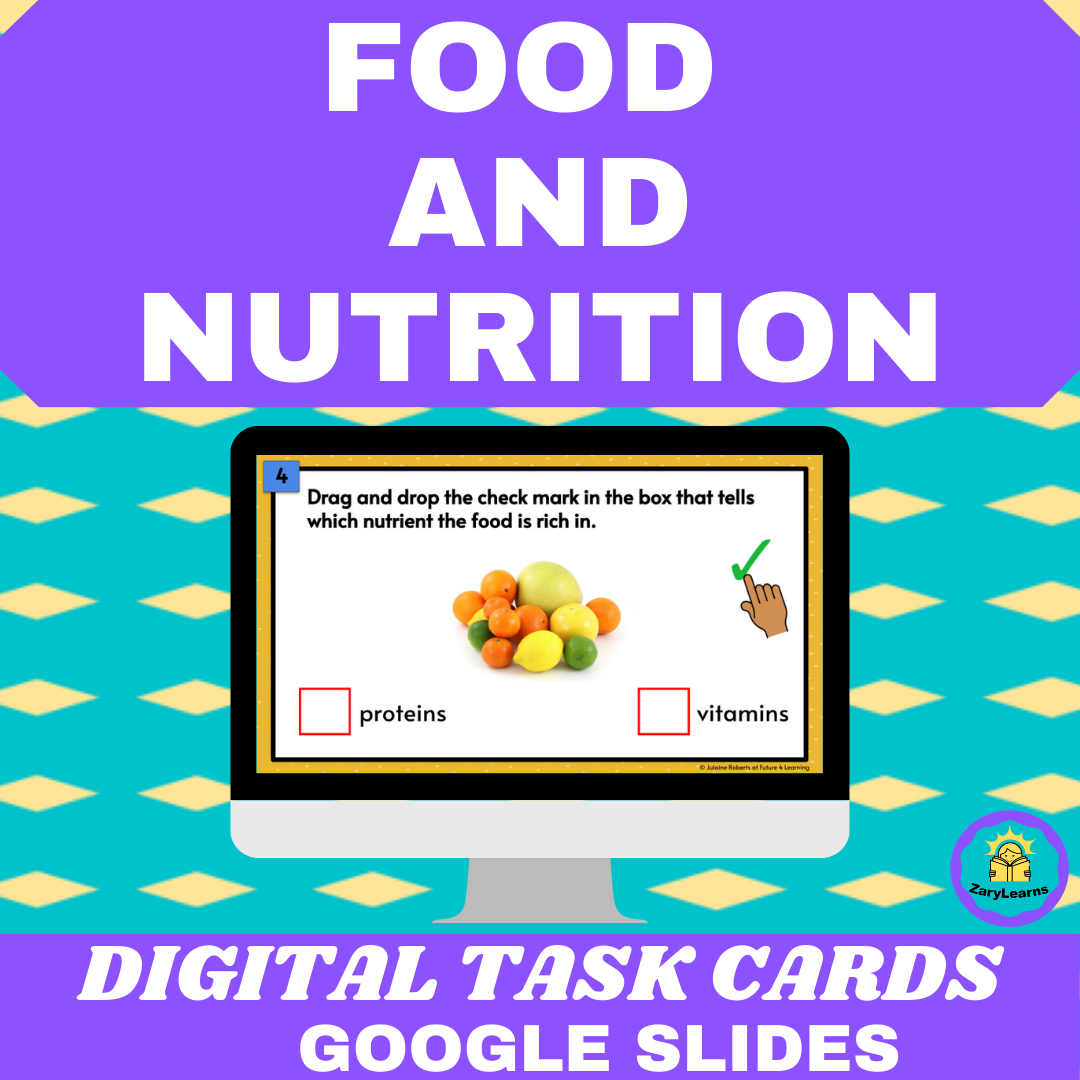 FOOD
AND
NUTRITION
4
Drag and drop the check mark in the box that tells
which nutrient the food is rich in.
proteins
vitamins
© Julaine Roberts at Future 4 Learning
ZaryLearns
DIGITAL TASK CARDS
GOOGLE SLIDES